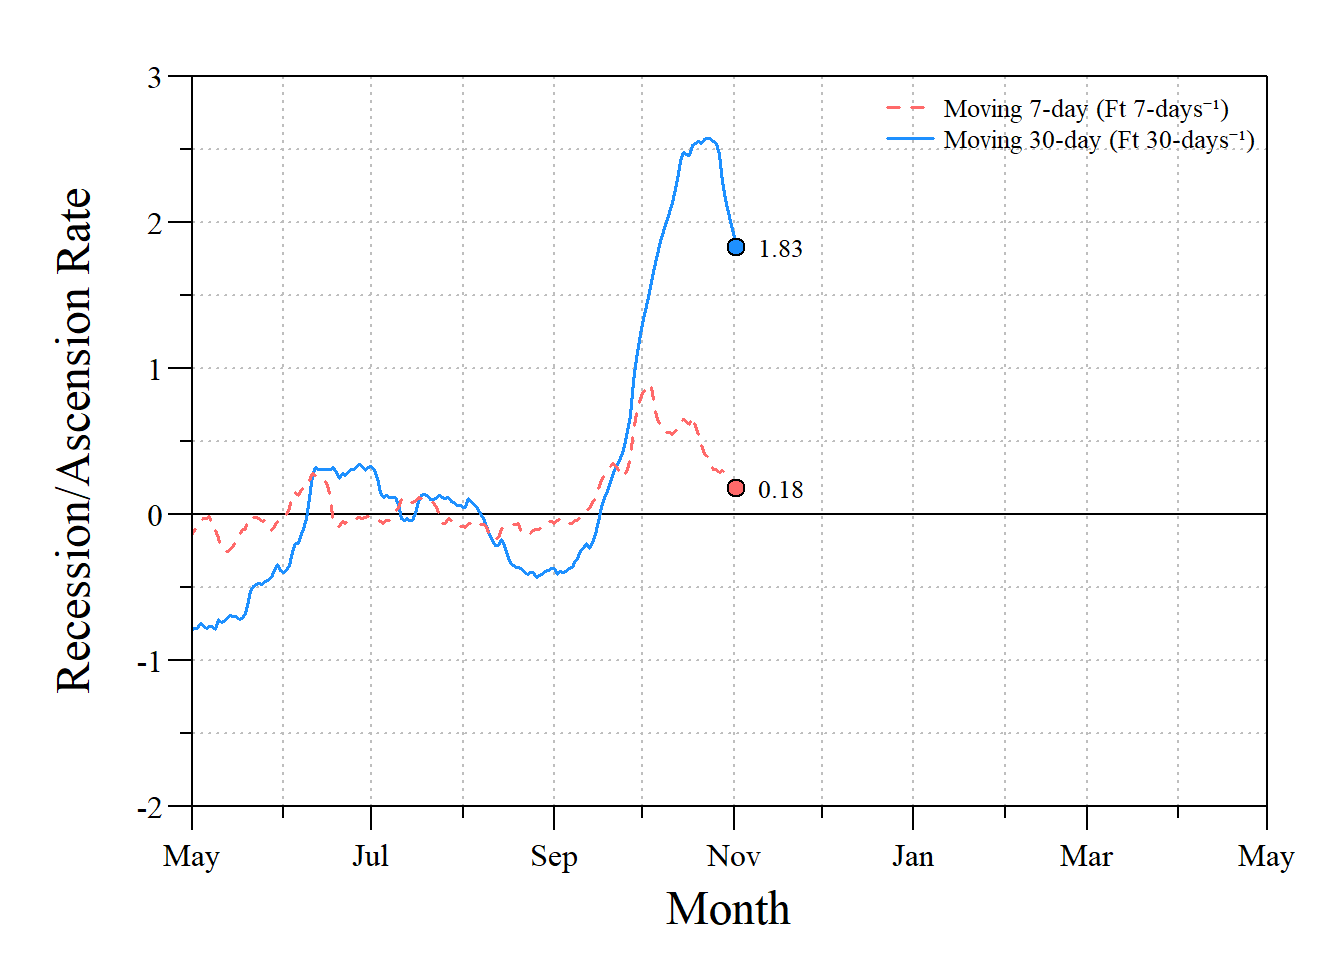 Moving 7-day (Ft 7-days⁻¹)
Moving 30-day (Ft 30-days⁻¹)
Recession/Ascension Rate
3
2
1
0
-1
-2
1.83
0.18
May Jul Sep Nov Jan Mar May
Month